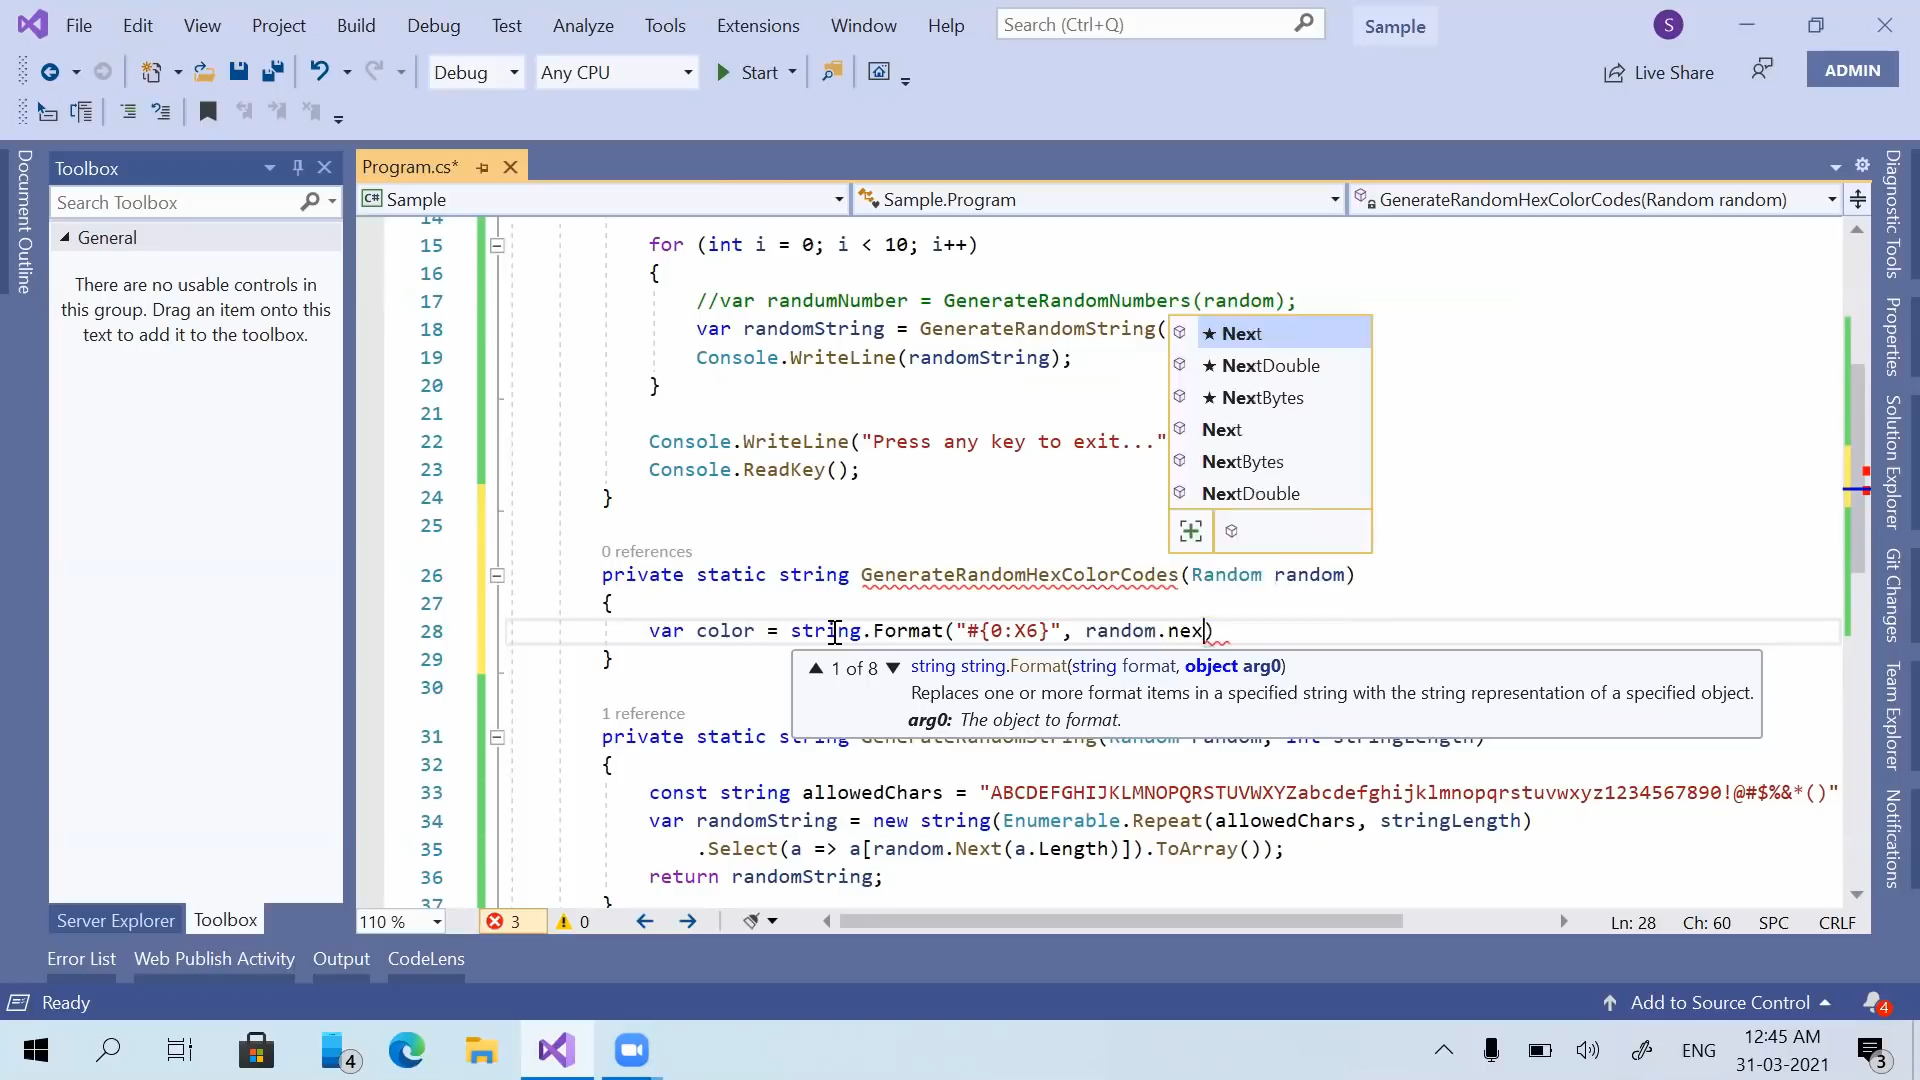 File Edit View Project Build Debug Test Analyze Tools Extensions Window Help Search (Ctrl+Q) Sample S
Debug Any CPU Start Live Share ADMIN
Document Outline
Toolbox
Search Toolbox
General
There are no usable controls in
this group. Drag an item onto this
text to add it to the toolbox.
Server Explorer Toolbox
Program.cs*
C# Sample Sample.Program GenerateRandomHexColorCodes(Random random)
14
15 for (int i = 0; i < 10; i++)
16 {
17 //var randumNumber = GenerateRandomNumbers(random);
18 var randomString = GenerateRandomString(
19 Console.WriteLine(randomString);
20 }
21
22 Console.WriteLine("Press any key to exit..."
23 Console.ReadKey();
24 }
25
0 references
26 private static string GenerateRandomHexColorCodes(Random random)
27 {
28 var color = string.Format("#{0:X6}", random.nex)
29 }
30
1 reference
31 private static string GenerateRandomString(Random random, int stringLength)
32 {
33 const string allowedChars = "ABCDEFGHIJKLMNOPQRSTUVWXYZabcdefghijklmnopqrstuvwxyz1234567890!@#$%&*()"
34 var randomString = new string(Enumerable.Repeat(allowedChars, stringLength)
35 .Select(a => a[random.Next(a.Length)]).ToArray());
36 return randomString;
37 }
★ Next
★ NextDouble
★ NextBytes
Next
NextBytes
NextDouble
1 of 8 string string.Format(string format, object arg0)
Replaces one or more format items in a specified string with the string representation of a specified object.
arg0: The object to format.
110 % 3 0 Ln: 28 Ch: 60 SPC CRLF
Diagnostic Tools
Properties
Solution Explorer
Git Changes
Team Explorer
Notifications
Error List Web Publish Activity Output CodeLens
Ready Add to Source Control 4
4 ENG 12:45 AM
31-03-2021 3